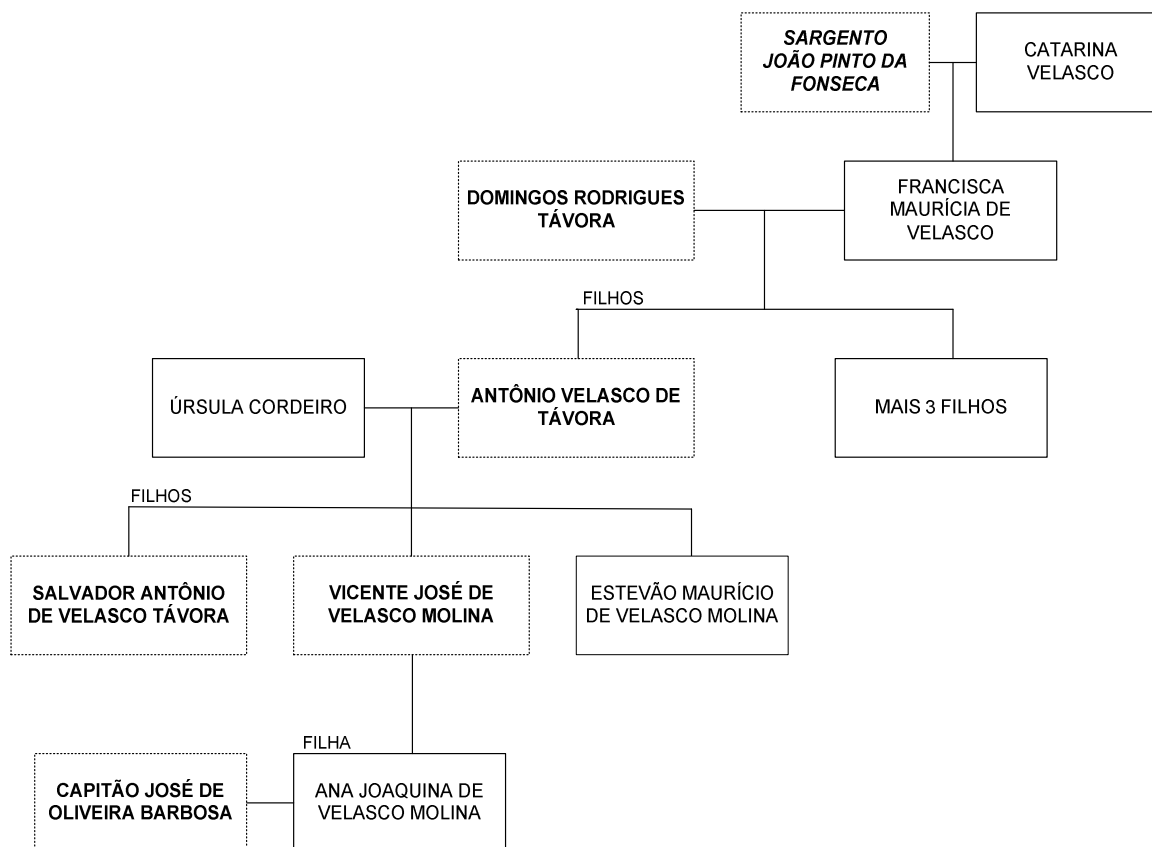 SARGENTO
JOÃO PINTO DA
FONSECA
CATARINA
VELASCO
DOMINGOS RODRIGUES
TÁVORA
FRANCISCA
MAURÍCIA DE
VELASCO
FILHOS
ÚRSULA CORDEIRO
ANTÔNIO VELASCO DE
TÁVORA
MAIS 3 FILHOS
FILHOS
SALVADOR ANTÔNIO
DE VELASCO TÁVORA
VICENTE JOSÉ DE
VELASCO MOLINA
ESTEVÃO MAURÍCIO
DE VELASCO MOLINA
FILHA
CAPITÃO JOSÉ DE
OLIVEIRA BARBOSA
ANA JOAQUINA DE
VELASCO MOLINA